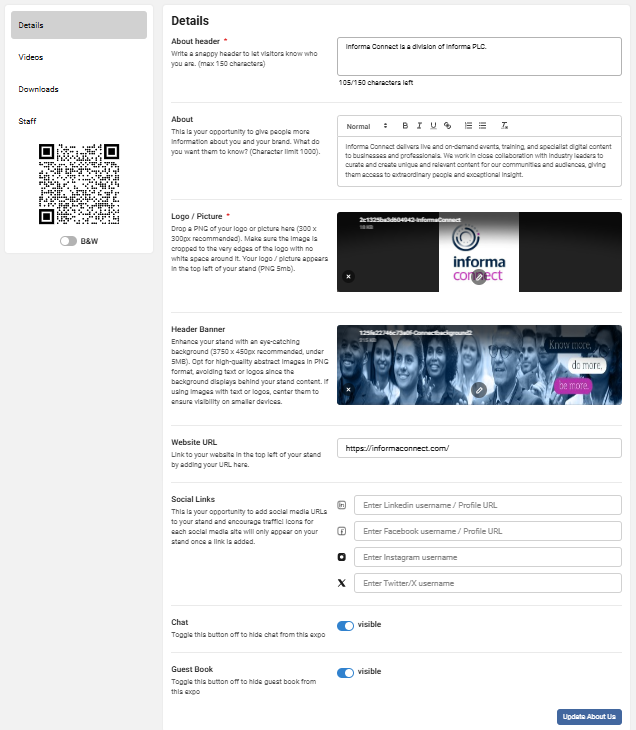 Details
Videos
Downloads
Staff
B&W
Details
About header *
Write a snappy header to let visitors know who
you are. (max 150 characters)
Informa Connect is a division of Informa PLC.
105/150 characters left
About
This is your opportunity to give people more
information about you and your brand. What do
you want them to know? (Character limit 1000).
Normal B I U
Informa Connect delivers live and on-demand events, training, and specialist digital content
to businesses and professionals. We work in close collaboration with industry leaders to
curate and create unique and relevant content for our communities and audiences, giving
them access to extraordinary people and exceptional insight.
Logo / Picture *
Drop a PNG of your logo or picture here (300 x
300px recommended). Make sure the image is
cropped to the very edges of the logo with no
white space around it. Your logo / picture appears
in the top left of your stand (PNG 5mb).
informa
connect
Header Banner
Enhance your stand with an eye-catching
background (3750 x 450px recommended, under
5MB). Opt for high-quality abstract images in PNG
format, avoiding text or logos since the
background displays behind your stand content. If
using images with text or logos, center them to
ensure visibility on smaller devices.
Know more,
do more,
be more.
Website URL
Link to your website in the top left of your stand
by adding your URL here.
https://informaconnect.com/
Social Links
This is your opportunity to add social media URLs
to your stand and encourage traffic! Icons for
each social media site will only appear on your
stand once a link is added.
Enter Linkedin username / Profile URL
Enter Facebook username / Profile URL
Enter Instagram username
Enter Twitter/X username
Chat
Toggle this button off to hide chat from this expo
visible
Guest Book
Toggle this button off to hide guest book from
this expo
visible
Update About Us